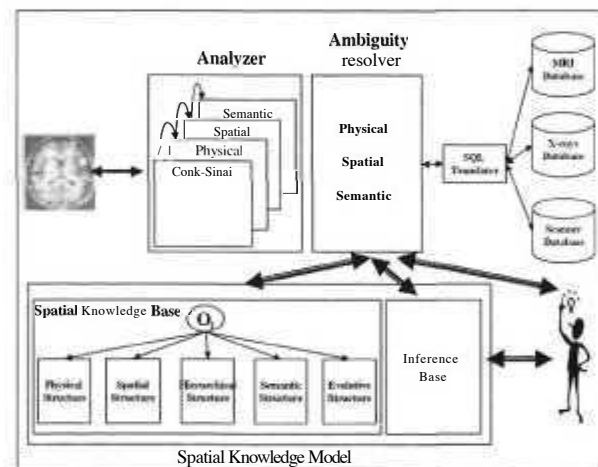 Analyzer
Ambiguity
resolver
Semantic
Spatial
Physical
Conk-Sinai
Physical
Spatial
Semantic
SQL
Translator
MRI
Database
X-rays
Database
Scanner
Database
Spatial Knowledge Base
O
Physical
Structure
Spatial
Structure
Hierarchical
Structure
Semantic
Structure
Evolutive
Structure
Inference
Base
Spatial Knowledge Model